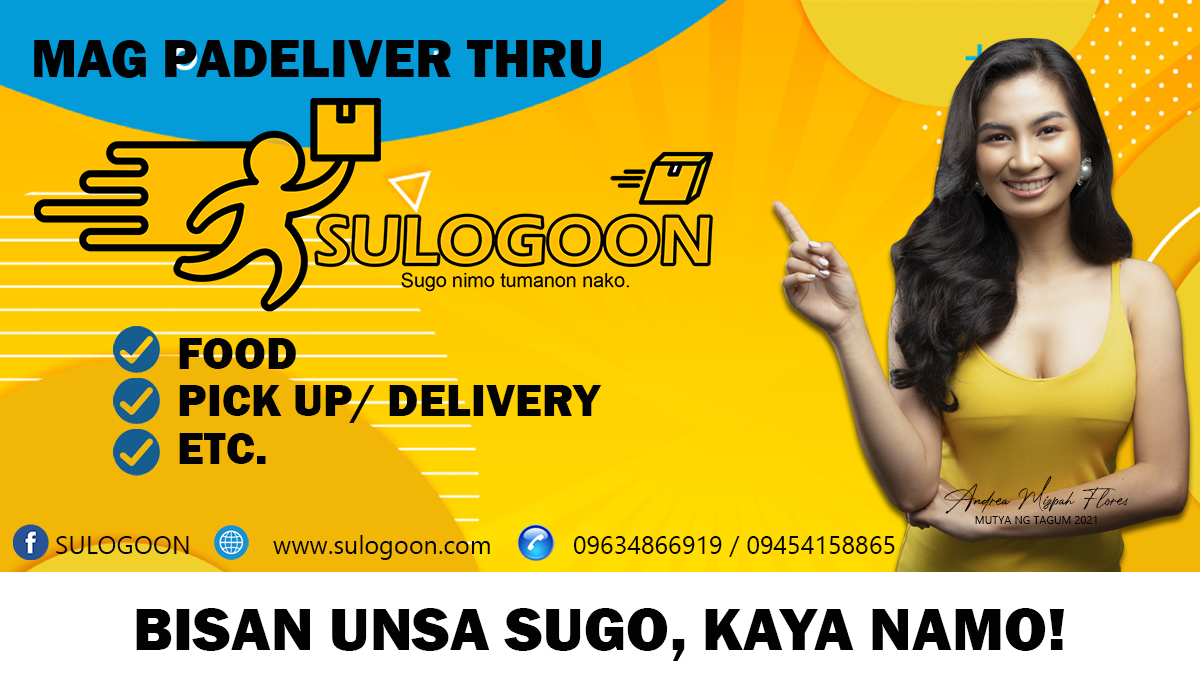 MAG PADELIVER THRU
SULOGOON
Sugo nimo tumanon nako.
FOOD
PICK UP/ DELIVERY
ETC.
Andrea Mizpah Flores
MUTYA NG TAGUM 2021
SULOGOON www.sulogoon.com 09634866919 / 09454158865
BISAN UNSA SUGO, KAYA NAMO!